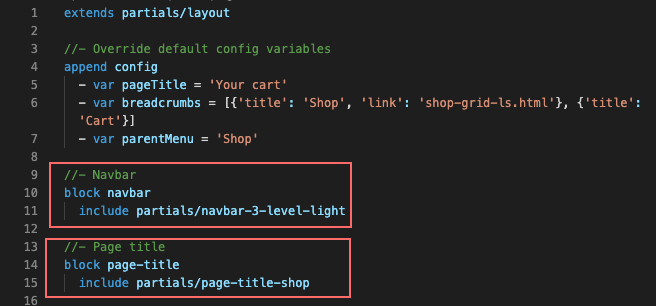 1 extends partials/layout
2
3 //- Override default config variables
4 append config
5 - var pageTitle = 'Your cart'
6 - var breadcrumbs = [{'title': 'Shop', 'link': 'shop-grid-ls.html'}, {'title':
'Cart'}]
7 - var parentMenu = 'Shop'
8
9 //- Navbar
10 block navbar
11 include partials/navbar-3-level-light
12
13 //- Page title
14 block page-title
15 include partials/page-title-shop
16